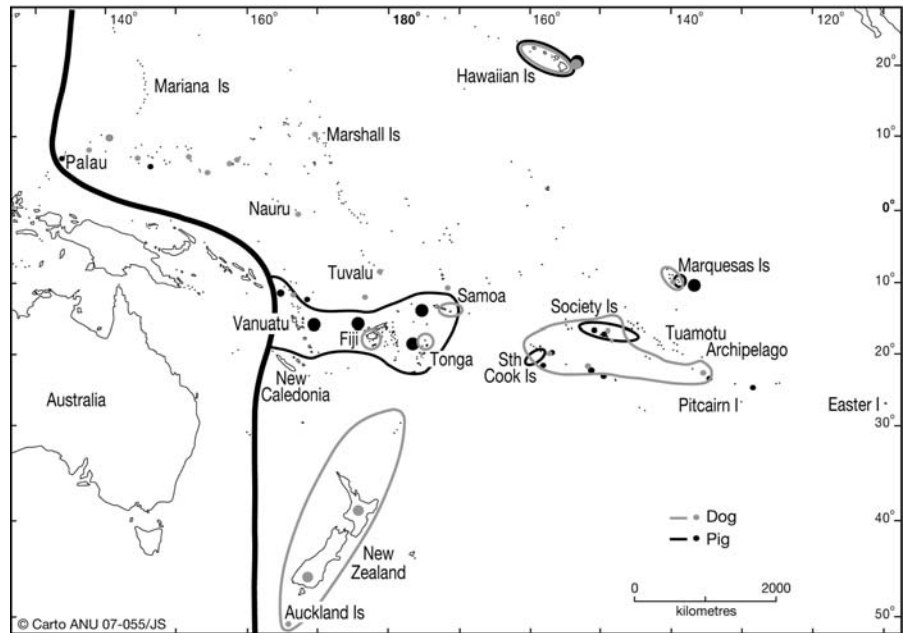 140° 160° 180° 160° 140° 120°
20°
Hawaiian Is
Mariana Is
Marshall Is
10°
Palau
Nauru
0°
Tuvalu
Marquesas Is
10°
Samoa
Society Is
Vanuatu
Fiji
Tuamotu
Archipelago
Tonga
Sth
Cook Is
20°
New
Caledonia
Australia
Pitcairn I
Easter I
30°
Dog
Pig
40°
New
Zealand
0 2000
kilometres
Auckland Is
50°
© Carto ANU 07-055/JS